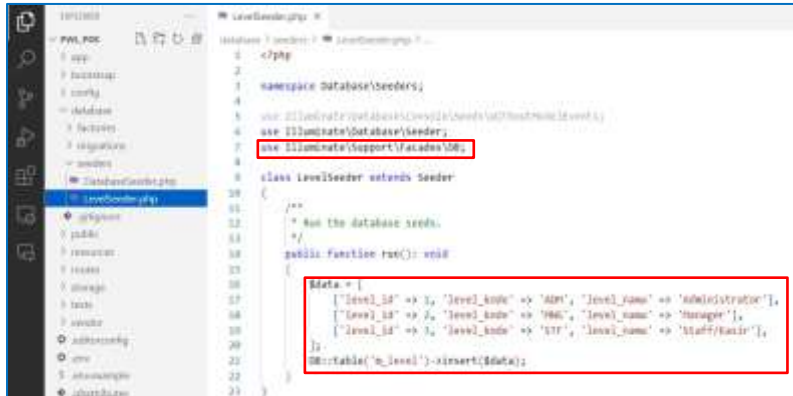 EXPLORER
LevelSeeder.php
PWL_POS
database > seeders > LevelSeeder.php > ...
> app
> bootstrap
> config
database
> factories
> migrations
seeders
DatabaseSeeder.php
LevelSeeder.php
.gitignore
> public
> resources
> routes
> storage
> tests
> vendor
.editorconfig
.env
.env.example
.gitattributes
1 <?php
2
3 namespace Database\Seeders;
4
5 use Illuminate\Database\Console\Seeds\WithoutModelEvents;
6 use Illuminate\Database\Seeder;
7 use Illuminate\Support\Facades\DB;
8
9 class LevelSeeder extends Seeder
10 {
11 /**
12 * Run the database seeds.
13 */
14 public function run(): void
15 {
16 $data = [
17 ['level_id' => 1, 'level_kode' => 'ADM', 'level_nama' => 'Administrator'],
18 ['level_id' => 2, 'level_kode' => 'MNG', 'level_nama' => 'Manager'],
19 ['level_id' => 3, 'level_kode' => 'STF', 'level_nama' => 'Staff/Kasir'],
20 ];
21 DB::table('m_level')->insert($data);
22 }
23 }